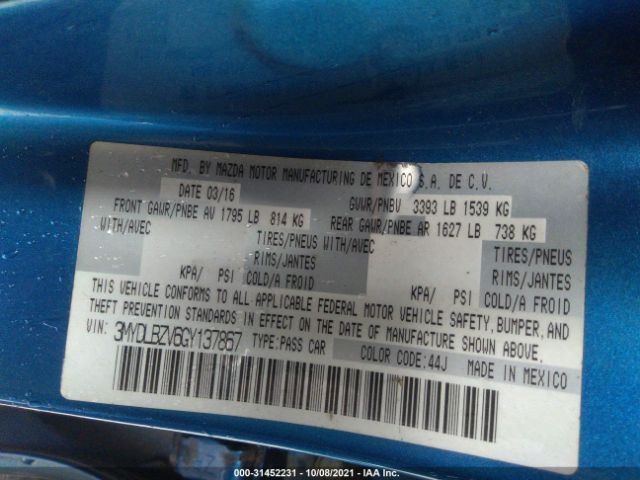 MFD. BY MAZDA MOTOR MANUFACTURING DE MEXICO S.A. DE C.V.
DATE 03/16 GVWR/PNBV 3393 LB 1539 KG
FRONT GAWR/PNBE AV 1795 LB 814 KG REAR GAWR/PNBE AR 1627 LB 738 KG
WITH/AVEC TIRES/PNEUS WITH/AVEC TIRES/PNEUS
RIMS/JANTES RIMS/JANTES
KPA/ PSI COLD/A FROID KPA/ PSI COLD/A FROID
THIS VEHICLE CONFORMS TO ALL APPLICABLE FEDERAL MOTOR VEHICLE SAFETY, BUMPER, AND
THEFT PREVENTION STANDARDS IN EFFECT ON THE DATE OF MANUFACTURE SHOWN ABOVE.
VIN: 3MYDLBZV6GY137867 TYPE:PASS CAR COLOR CODE:44J MADE IN MEXICO
000-31452231 - 10/08/2021 - IAA Inc.